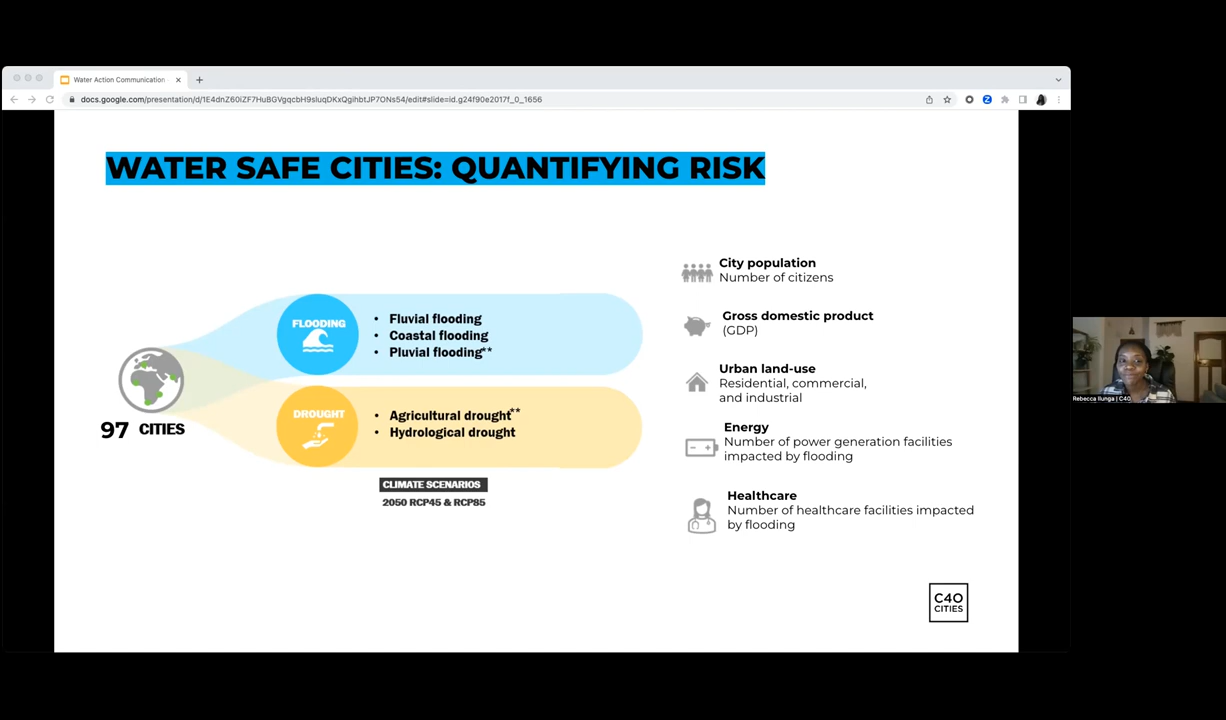 Water Action Communication
docs.google.com/presentation/d/1E4dnZ60iZF7HuBGVgqcbH9sluqDKxQgihbtJP7ONs54/edit#slide=id.g24f90e2017f_0_1656
WATER SAFE CITIES: QUANTIFYING RISK
97 CITIES
FLOODING
• Fluvial flooding
• Coastal flooding
• Pluvial flooding**
DROUGHT
• Agricultural drought**
• Hydrological drought
CLIMATE SCENARIOS
2050 RCP45 & RCP85
City population
Number of citizens
Gross domestic product
(GDP)
Urban land-use
Residential, commercial,
and industrial
Energy
Number of power generation facilities
impacted by flooding
Healthcare
Number of healthcare facilities impacted
by flooding
C40
CITIES
Rebecca Ilunga | C40